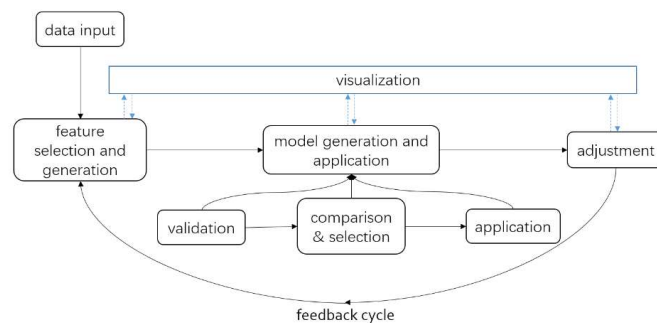 data input
visualization
feature
selection and
generation
model generation and
application
adjustment
validation
comparison
& selection
application
feedback cycle